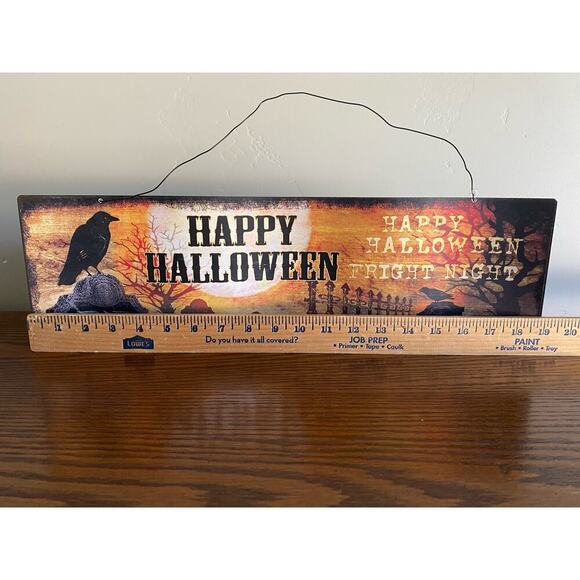 HAPPY
HALLOWEEN
HAPPY
HALLOWEEN
FRIGHT NIGHT
1 2 3 4 5 6 7 8 9 10 11 12 13 14 15 16 17 18 19 20
LOWE'S
Do you have it all covered?
JOB PREP
• Primer • Tape • Caulk
PAINT
• Brush • Roller • Tray